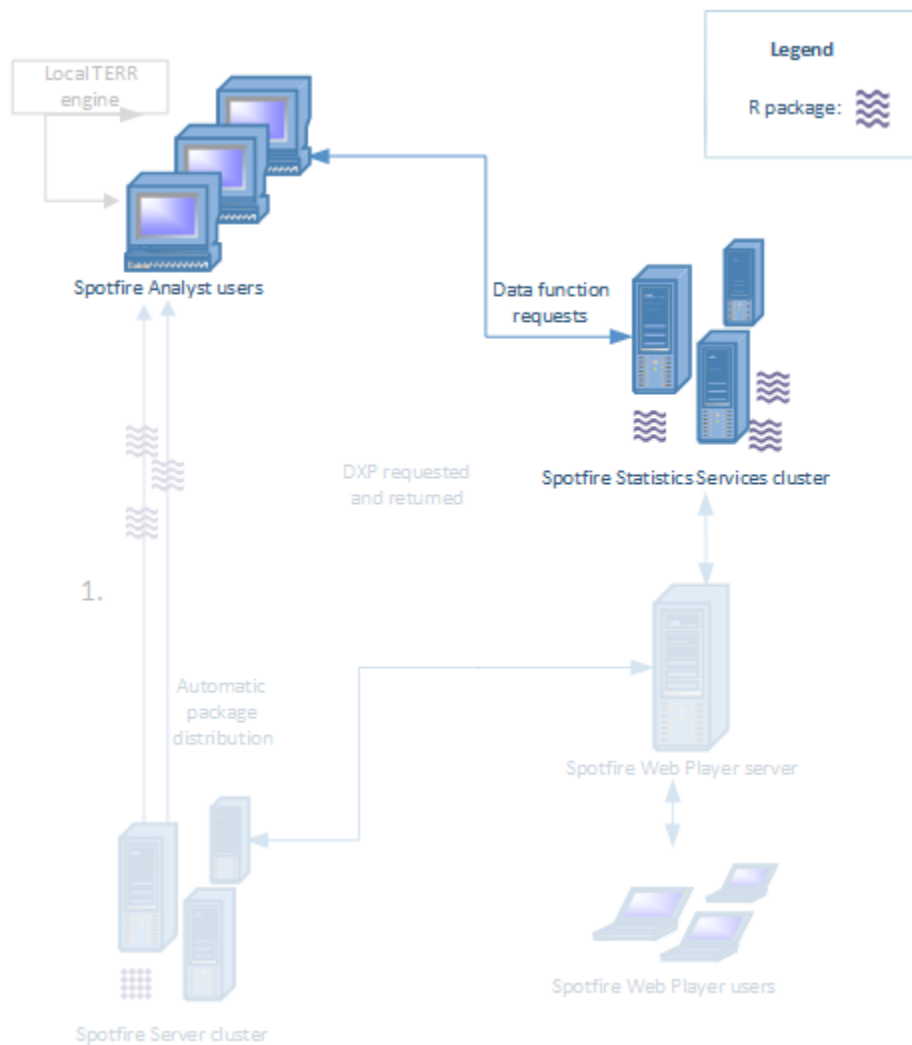 Legend
R package:
Local TERR
engine
Spotfire Analyst users
Data function
requests
Spotfire Statistics Services cluster
DXP requested
and returned
1.
Automatic
package
distribution
Spotfire Web Player server
Spotfire Web Player users
Spotfire Server cluster